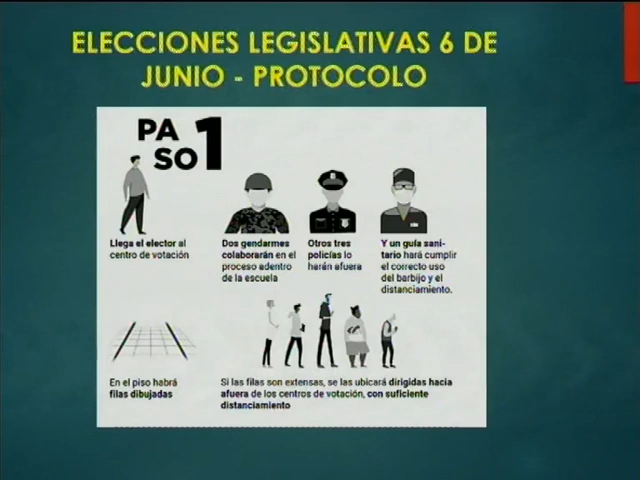 ELECCIONES LEGISLATIVAS 6 DE
JUNIO - PROTOCOLO
PA
SO 1
Llega el elector al
centro de votación
Dos gendarmes
colaborarán en el
proceso adentro
de la escuela
Otros tres
policías lo
harán afuera
Y un guía sani-
tario hará cumplir
el correcto uso
del barbijo y el
distanciamiento.
En el piso habrá
filas dibujadas
Si las filas son extensas, se las ubicará dirigidas hacia
afuera de los centros de votación, con suficiente
distanciamiento